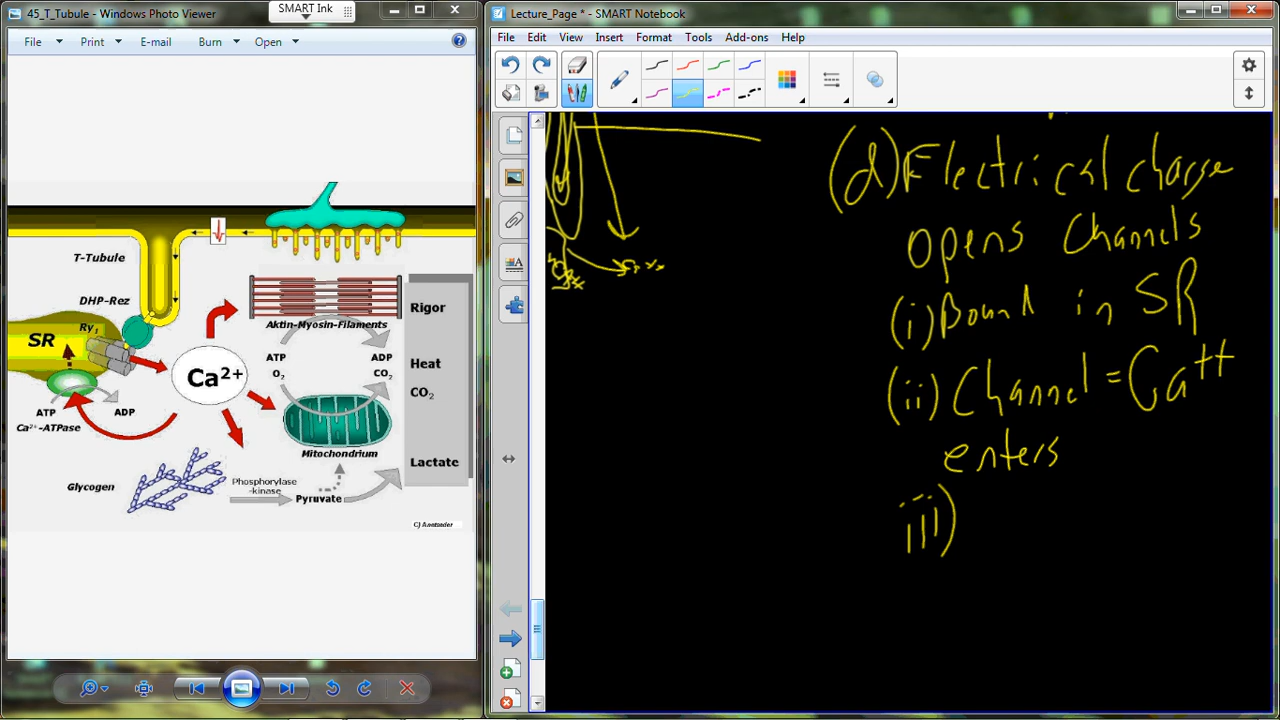 45_T_Tubule - Windows Photo Viewer
SMART Ink
File Print E-mail Burn Open
T-Tubule
DHP-Rez
Ry1
SR
ATP
ADP
Ca²⁺-ATPase
Ca²⁺
Aktin-Myosin-Filaments
ATP
O₂
ADP
CO₂
Mitochondrium
Glycogen
Phosphorylase
-kinase
Pyruvate
Rigor
Heat
CO₂
Lactate
Lecture_Page * - SMART Notebook
File Edit View Insert Format Tools Add-ons Help
(d) Electrical charge
opens Channels
(i) Bound in SR
(ii) Channel = Ca++
enters
iii)